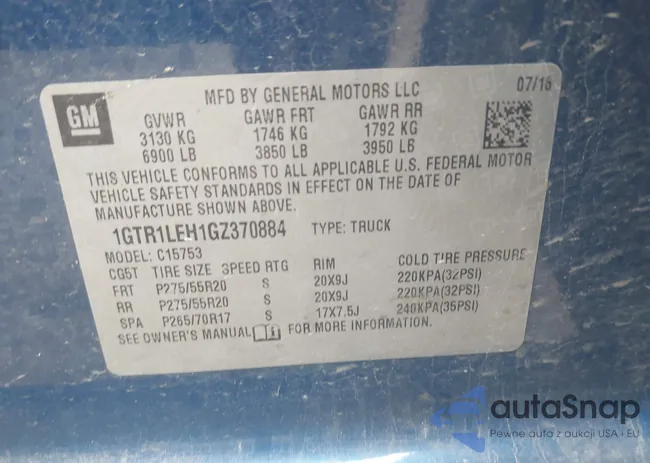 GM
MFD BY GENERAL MOTORS LLC 07/16
GVWR GAWR FRT GAWR RR
3130 KG 1746 KG 1792 KG
6900 LB 3850 LB 3950 LB
THIS VEHICLE CONFORMS TO ALL APPLICABLE U.S. FEDERAL MOTOR
VEHICLE SAFETY STANDARDS IN EFFECT ON THE DATE OF
MANUFACTURE SHOWN ABOVE.
1GTR1LEH1GZ370884 TYPE: TRUCK
MODEL: C15753
CG5T TIRE SIZE SPEED RTG RIM COLD TIRE PRESSURE
FRT P275/55R20 S 20X9J 220KPA(32PSI)
RR P275/55R20 S 20X9J 220KPA(32PSI)
SPA P265/70R17 S 17X7.5J 240KPA(35PSI)
SEE OWNER'S MANUAL FOR MORE INFORMATION.
autaSnap
Pewne auta z aukcji USA i EU